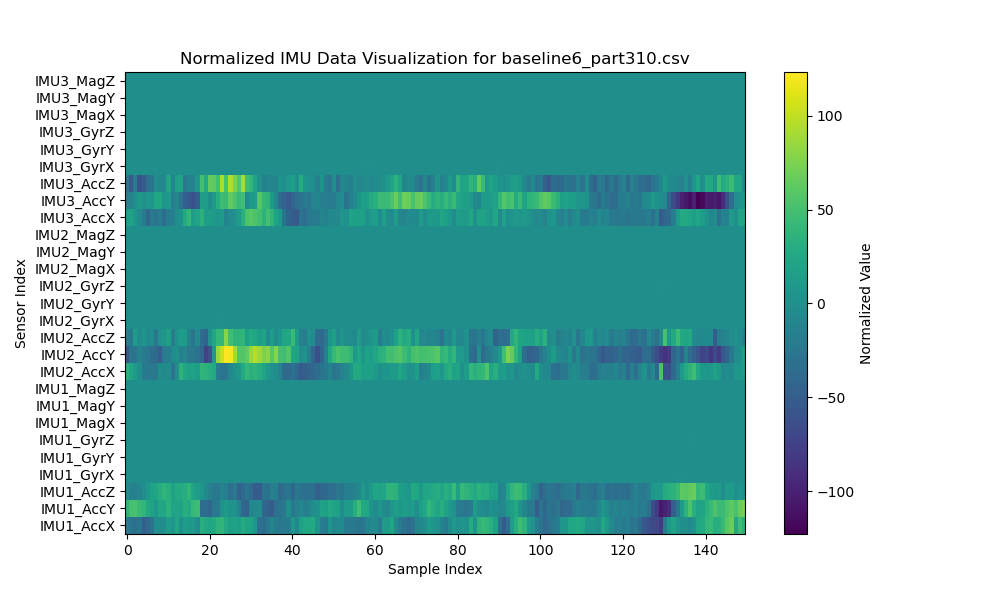 Normalized IMU Data Visualization for baseline6_part310.csv
IMU3_MagZ
IMU3_MagY
IMU3_MagX
IMU3_GyrZ
IMU3_GyrY
IMU3_GyrX
IMU3_AccZ
IMU3_AccY
IMU3_AccX
IMU2_MagZ
IMU2_MagY
IMU2_MagX
IMU2_GyrZ
IMU2_GyrY
IMU2_GyrX
IMU2_AccZ
IMU2_AccY
IMU2_AccX
IMU1_MagZ
IMU1_MagY
IMU1_MagX
IMU1_GyrZ
IMU1_GyrY
IMU1_GyrX
IMU1_AccZ
IMU1_AccY
IMU1_AccX
Sensor Index
0 20 40 60 80 100 120 140
Sample Index
100
50
0
−50
−100
Normalized Value